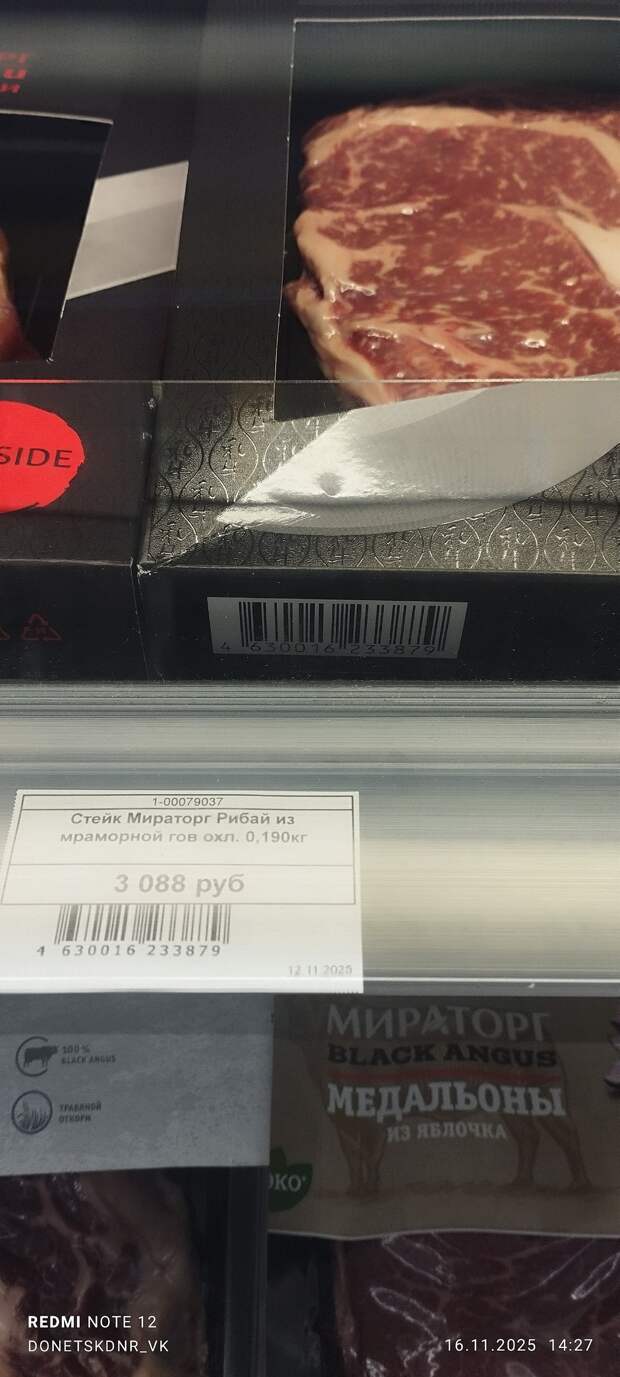 SIDE
4 630016 233879
1-00079037
Стейк Мираторг Рибай из
мраморной гов охл. 0,190кг
3 088 руб
4 630016 233879
12.11.2025
100 %
BLACK ANGUS
ТРАВЯНОЙ
ОТКОРМ
МИРАТОРГ
BLACK ANGUS
МЕДАЛЬОНЫ
ИЗ ЯБЛОЧКА
ЭКО
REDMI NOTE 12
DONETSKDNR_VK
16.11.2025 14:27